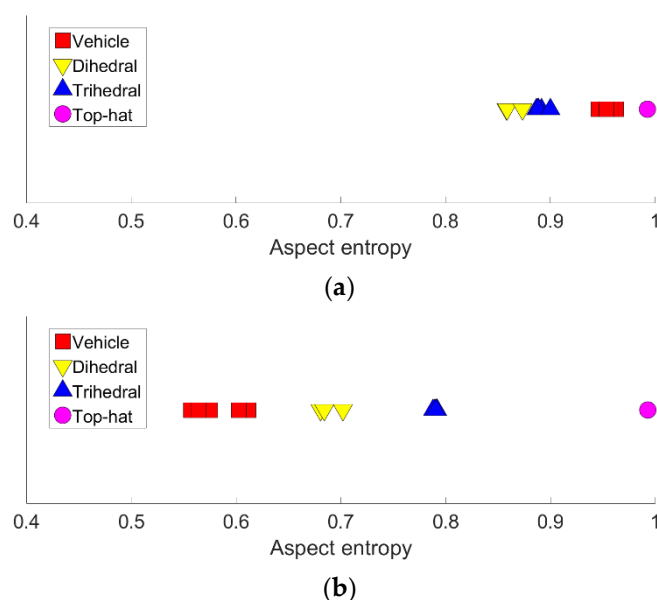 Vehicle
Dihedral
Trihedral
Top-hat
0.4 0.5 0.6 0.7 0.8 0.9 1
Aspect entropy
(a)
Vehicle
Dihedral
Trihedral
Top-hat
0.4 0.5 0.6 0.7 0.8 0.9 1
Aspect entropy
(b)